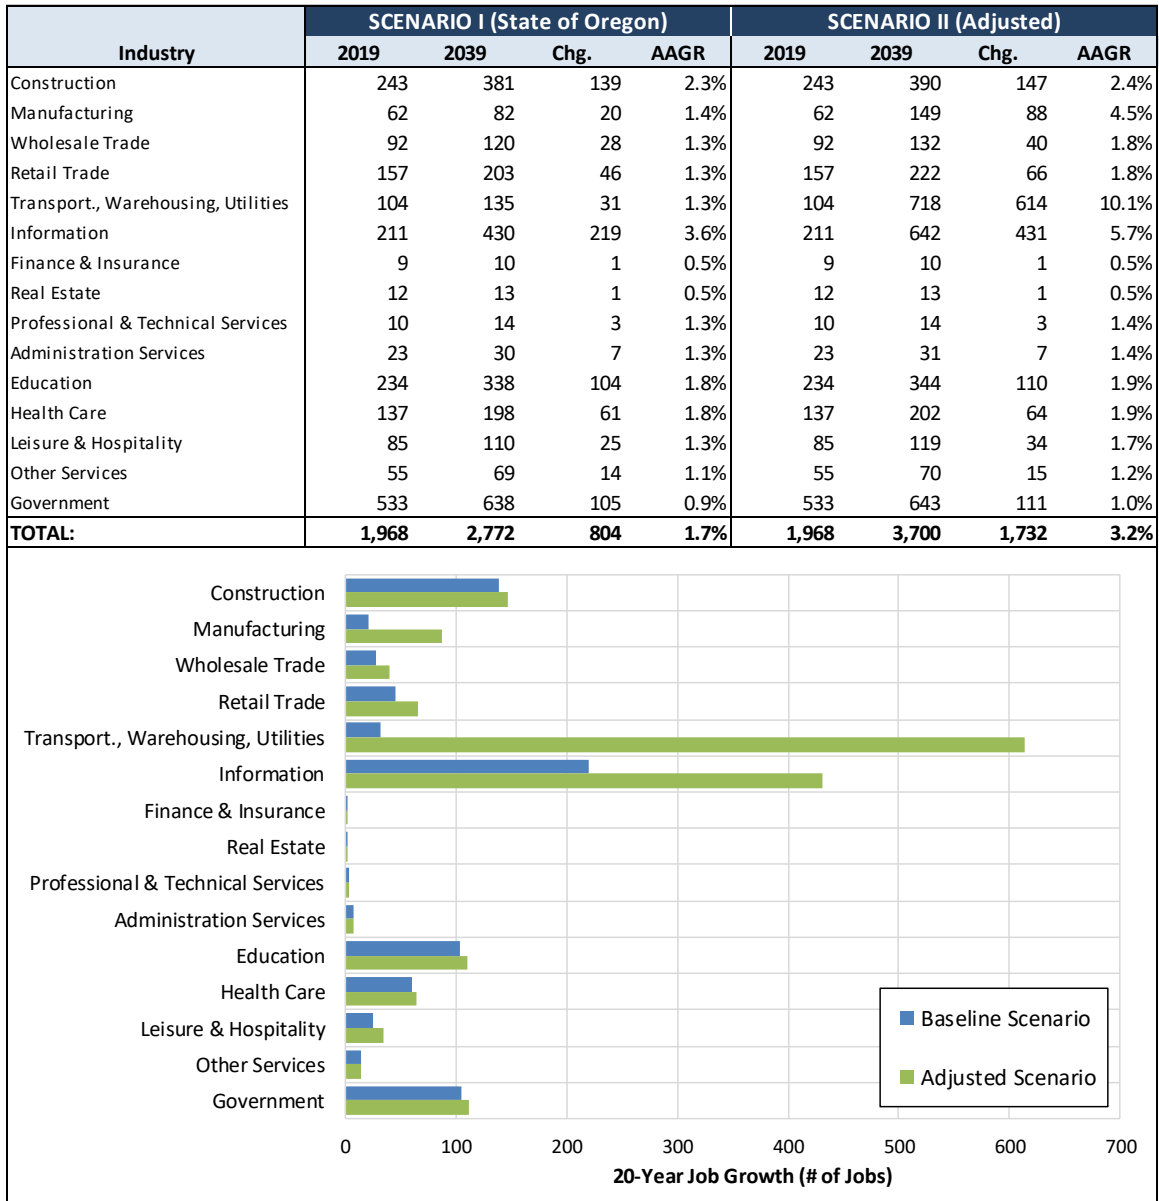 SCENARIO I (State of Oregon) SCENARIO II (Adjusted)
Industry 2019 2039 Chg. AAGR 2019 2039 Chg. AAGR
Construction 243 381 139 2.3% 243 390 147 2.4%
Manufacturing 62 82 20 1.4% 62 149 88 4.5%
Wholesale Trade 92 120 28 1.3% 92 132 40 1.8%
Retail Trade 157 203 46 1.3% 157 222 66 1.8%
Transport., Warehousing, Utilities 104 135 31 1.3% 104 718 614 10.1%
Information 211 430 219 3.6% 211 642 431 5.7%
Finance & Insurance 9 10 1 0.5% 9 10 1 0.5%
Real Estate 12 13 1 0.5% 12 13 1 0.5%
Professional & Technical Services 10 14 3 1.3% 10 14 3 1.4%
Administration Services 23 30 7 1.3% 23 31 7 1.4%
Education 234 338 104 1.8% 234 344 110 1.9%
Health Care 137 198 61 1.8% 137 202 64 1.9%
Leisure & Hospitality 85 110 25 1.3% 85 119 34 1.7%
Other Services 55 69 14 1.1% 55 70 15 1.2%
Government 533 638 105 0.9% 533 643 111 1.0%
TOTAL: 1,968 2,772 804 1.7% 1,968 3,700 1,732 3.2%
Construction
Manufacturing
Wholesale Trade
Retail Trade
Transport., Warehousing, Utilities
Information
Finance & Insurance
Real Estate
Professional & Technical Services
Administration Services
Education
Health Care
Leisure & Hospitality
Other Services
Government
Baseline Scenario
Adjusted Scenario
0 100 200 300 400 500 600 700
20-Year Job Growth (# of Jobs)